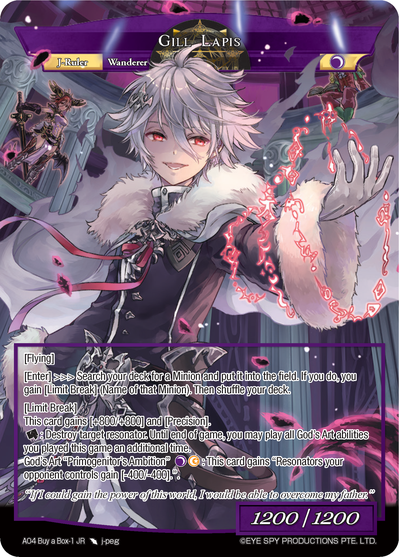 Gill Lapis
J-Ruler Wanderer
[Flying]
[Enter] >>> Search your deck for a Minion and put it into the field. If you do, you
gain [Limit Break] (Name of that Minion). Then shuffle your deck.
[Limit Break]
This card gains [+800/+800] and [Precision].
: Destroy target resonator. Until end of game, you may play all God's Art abilities
you played this game an additional time.
God's Art "Primogenitor's Ambition" : This card gains "Resonators your
opponent controls gain [-400/-400]."
"If I could gain the power of this world, I would be able to overcome my father"
1200 / 1200
A04 Buy a Box-1 JR j-peg
©EYE SPY PRODUCTIONS PTE. LTD.